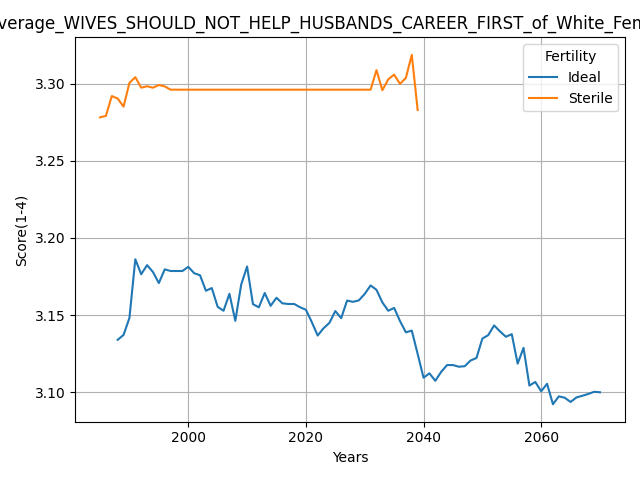 verage_WIVES_SHOULD_NOT_HELP_HUSBANDS_CAREER_FIRST_of_White_Fen
Fertility
Ideal
Sterile
3.30
3.25
3.20
3.15
3.10
Score(1-4)
2000
2020
2040
2060
Years